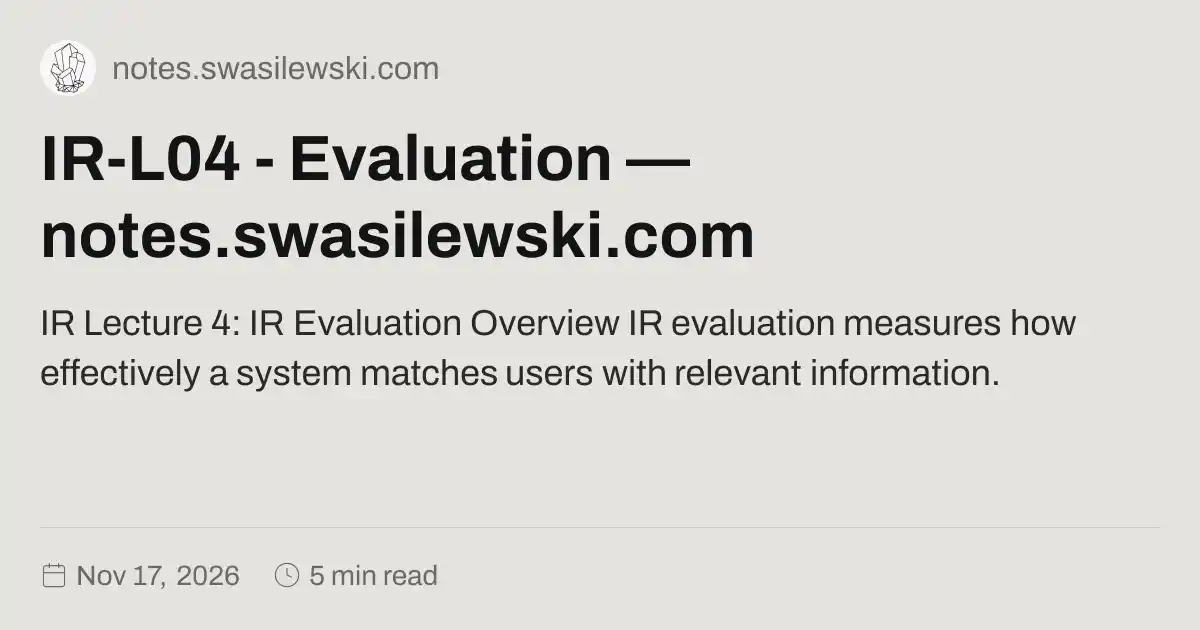 notes.swasilewski.com
IR-L04 - Evaluation —
notes.swasilewski.com
IR Lecture 4: IR Evaluation Overview IR evaluation measures how
effectively a system matches users with relevant information.
Nov 17, 2026 5 min read